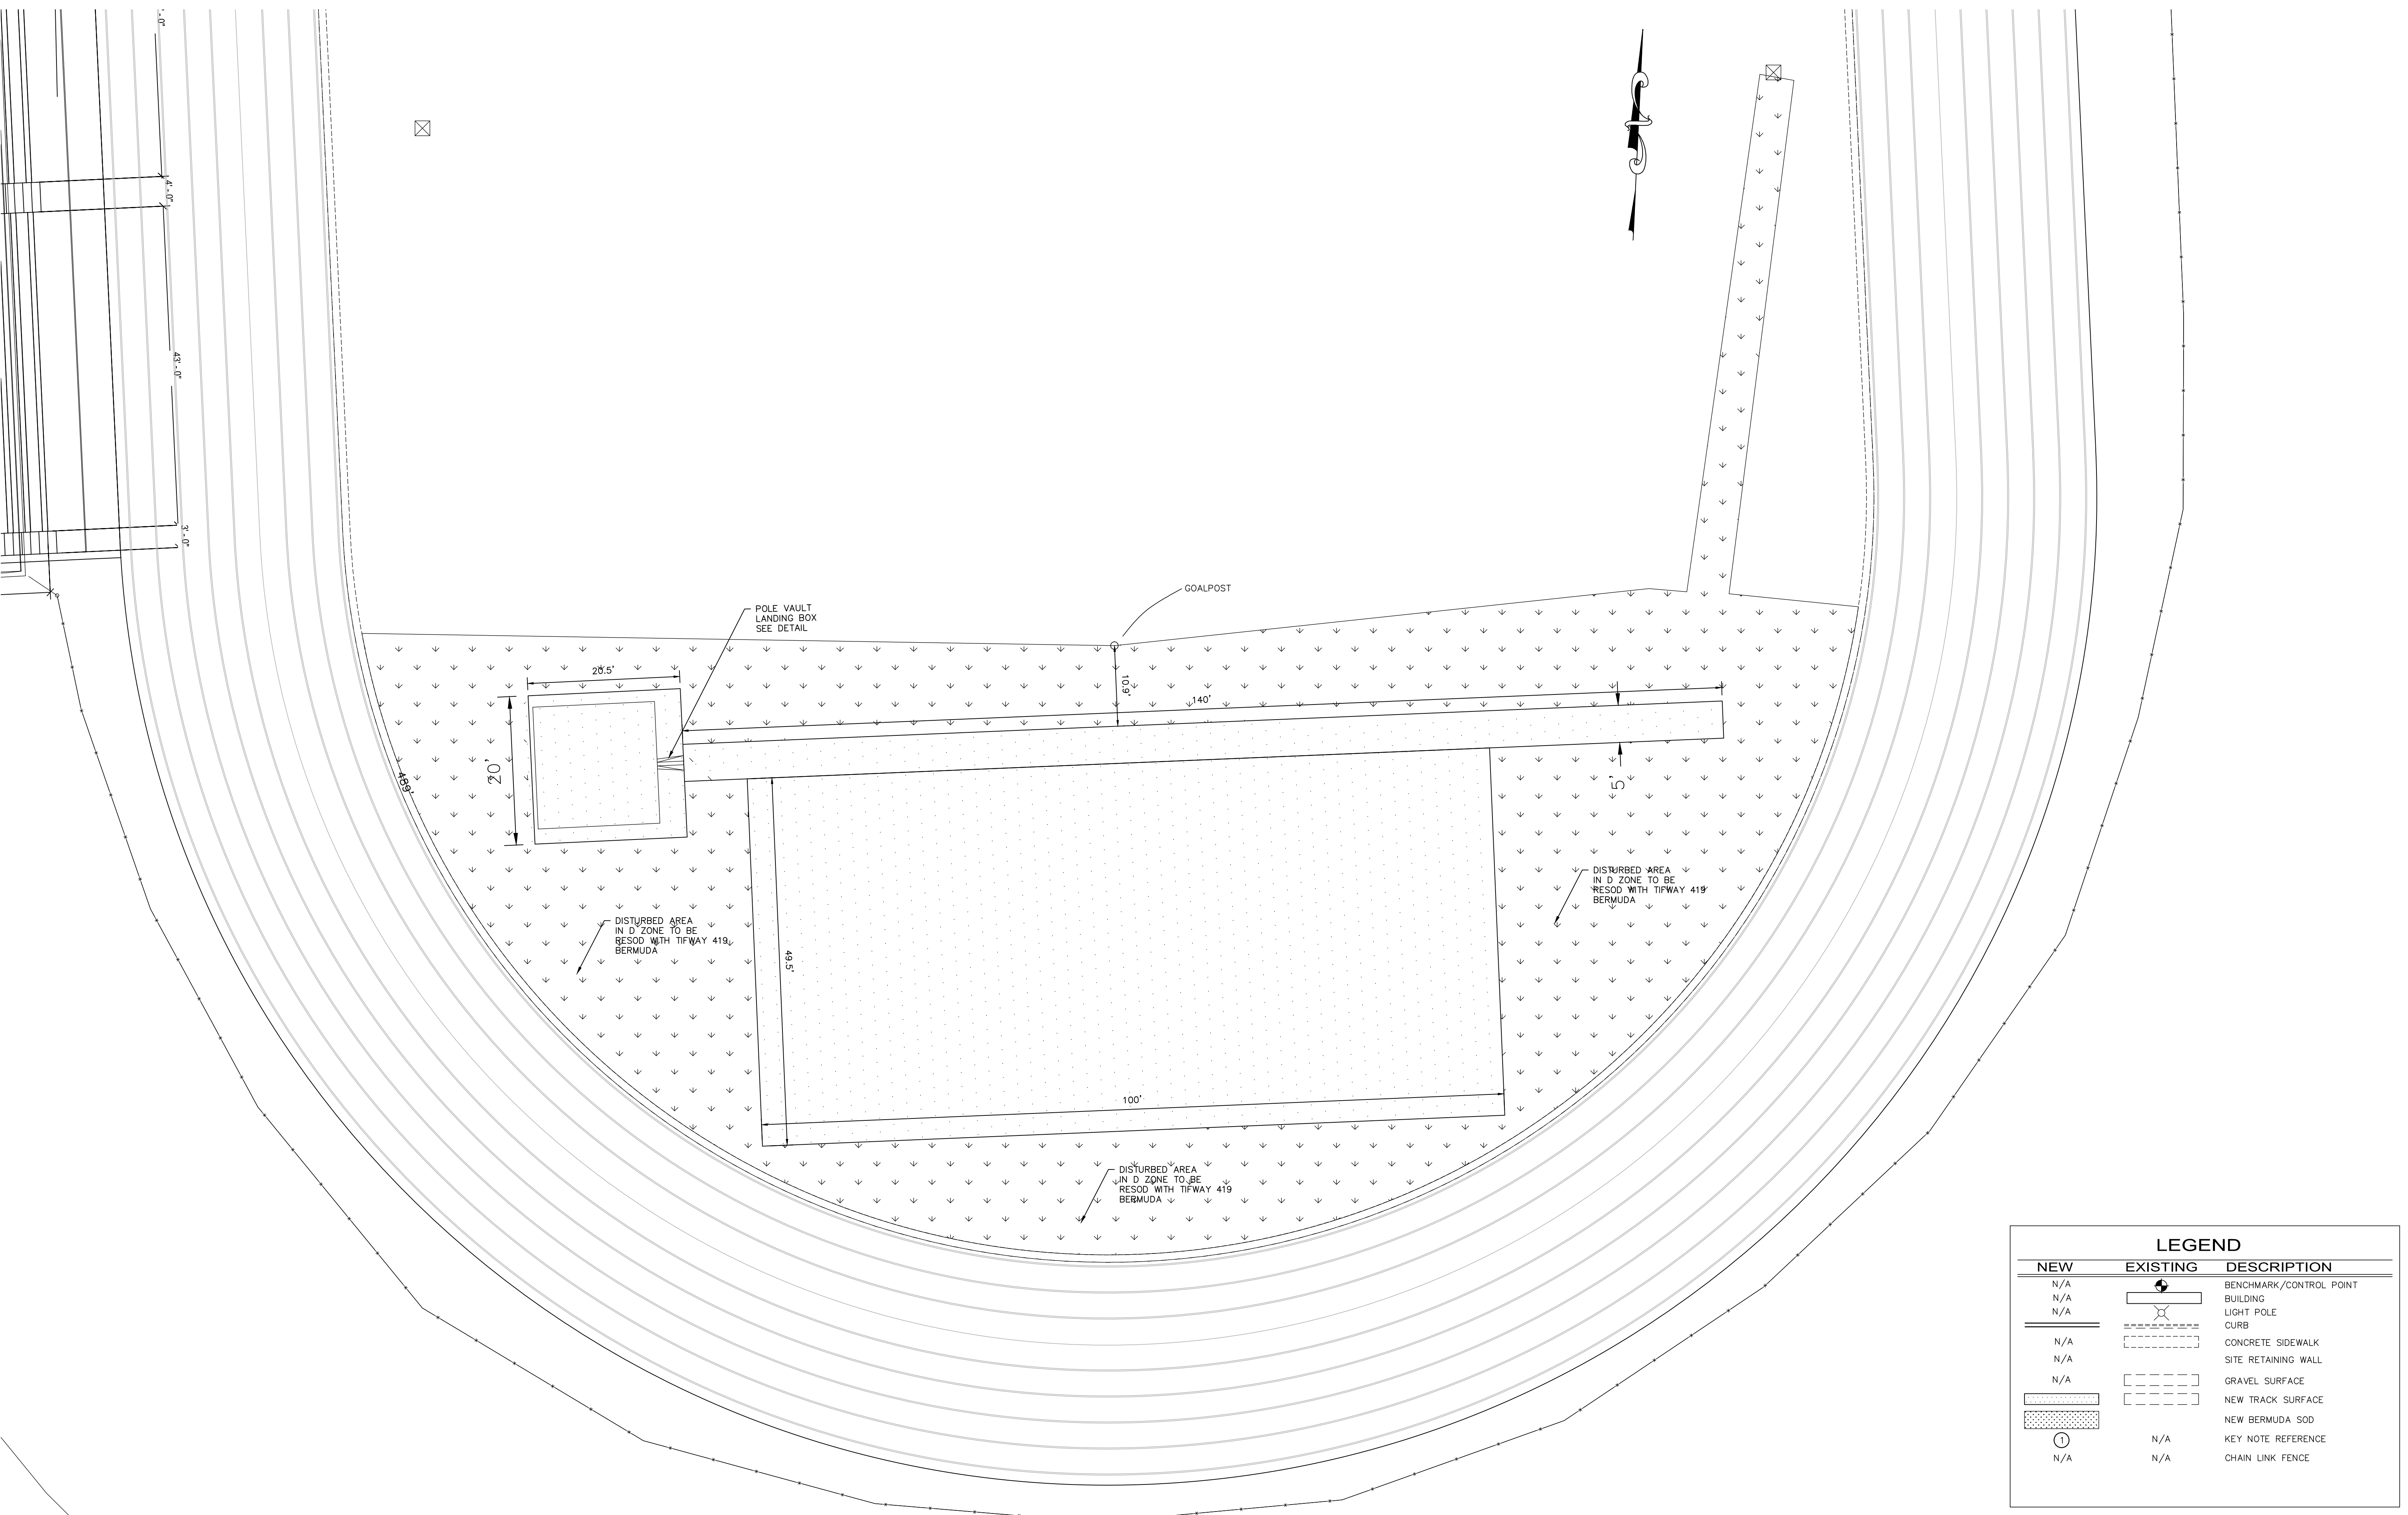 4'-0"
43'-0"
3'-0"
GOALPOST
POLE VAULT
LANDING BOX
SEE DETAIL
20.5'
10.9'
140'
20'
489'
5'
DISTURBED AREA
IN D ZONE TO BE
RESOD WITH TIFWAY 419
BERMUDA
DISTURBED AREA
IN D ZONE TO BE
RESOD WITH TIFWAY 419
BERMUDA
49.5'
100'
DISTURBED AREA
IN D ZONE TO BE
RESOD WITH TIFWAY 419
BERMUDA
LEGEND
NEW EXISTING DESCRIPTION
N/A BENCHMARK/CONTROL POINT
N/A BUILDING
N/A LIGHT POLE
CURB
N/A CONCRETE SIDEWALK
N/A SITE RETAINING WALL
N/A GRAVEL SURFACE
NEW TRACK SURFACE
NEW BERMUDA SOD
1 N/A KEY NOTE REFERENCE
N/A N/A CHAIN LINK FENCE